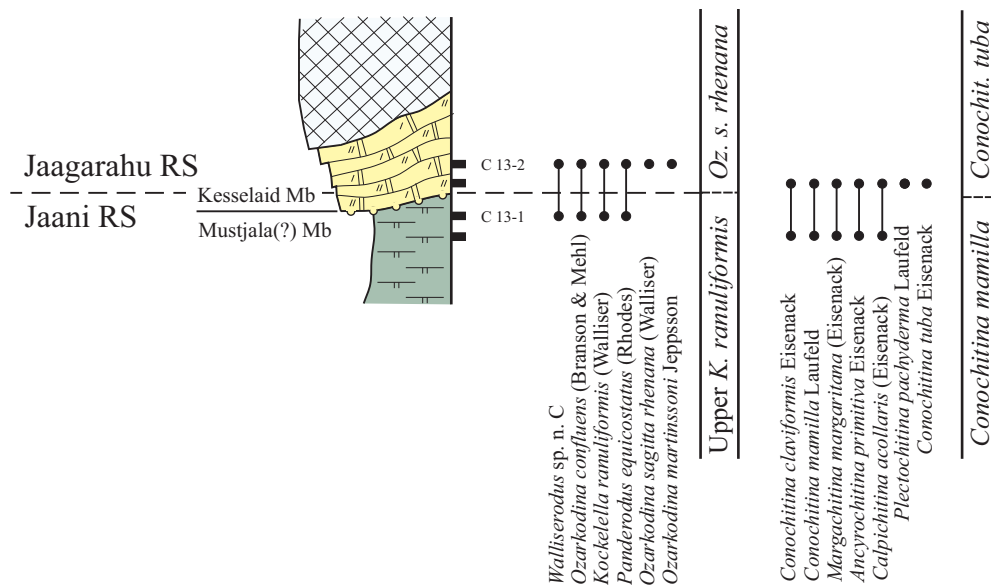 Jaagarahu RS
Jaani RS
Kesselaid Mb
Mustjala(?) Mb
C 13-2
C 13-1
Walliserodus sp. n. C
Ozarkodina confluens (Branson & Mehl)
Kockelella ranuliformis (Walliser)
Panderodus equicostatus (Rhodes)
Ozarkodina sagitta rhenana (Walliser)
Ozarkodina martinssoni Jeppsson
Upper K. ranuliformis
Oz. s. rhenana
Conochitina claviformis Eisenack
Conochitina mamilla Laufeld
Margachitina margaritana (Eisenack)
Ancyrochitina primitiva Eisenack
Calpichitina acollaris (Eisenack)
Plectochitina pachyderma Laufeld
Conochitina tuba Eisenack
Conochitina mamilla
Conochit. tuba